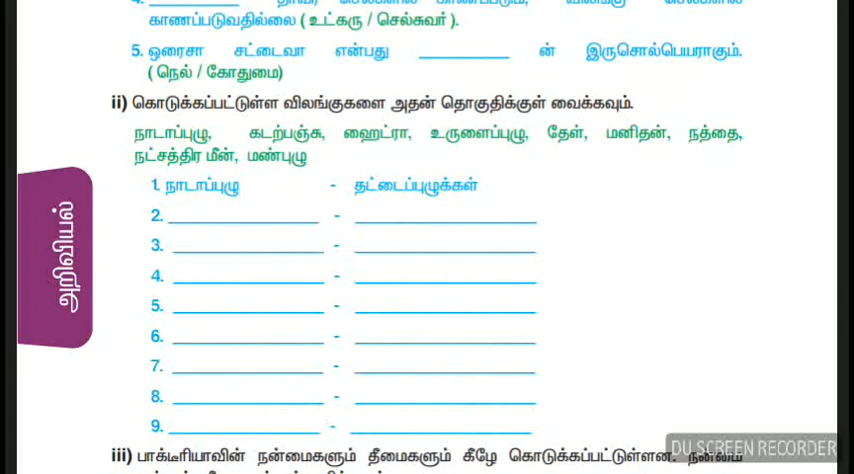 காணப்படுவதில்லை ( உட்கரு / செல்சுவர் ).
5. ஒரைசா சட்டைவா என்பது __________ ன் இருசொல்பெயராகும்.
( நெல் / கோதுமை)
ii) கொடுக்கப்பட்டுள்ள விலங்குகளை அதன் தொகுதிக்குள் வைக்கவும்.
நாடாப்புழு, கடற்பஞ்சு, ஹைட்ரா, உருளைப்புழு, தேள், மனிதன், நத்தை,
நட்சத்திர மீன், மண்புழு
1. நாடாப்புழு - தட்டைப்புழுக்கள்
2. __________ - __________
3. __________ - __________
4. __________ - __________
5. __________ - __________
6. __________ - __________
7. __________ - __________
8. __________ - __________
9. __________ - __________
அறிவியல்
iii) பாக்டீரியாவின் நன்மைகளும் தீமைகளும் கீழே கொடுக்கப்பட்டுள்ளன. நன்மை
DU SCREEN RECORDER